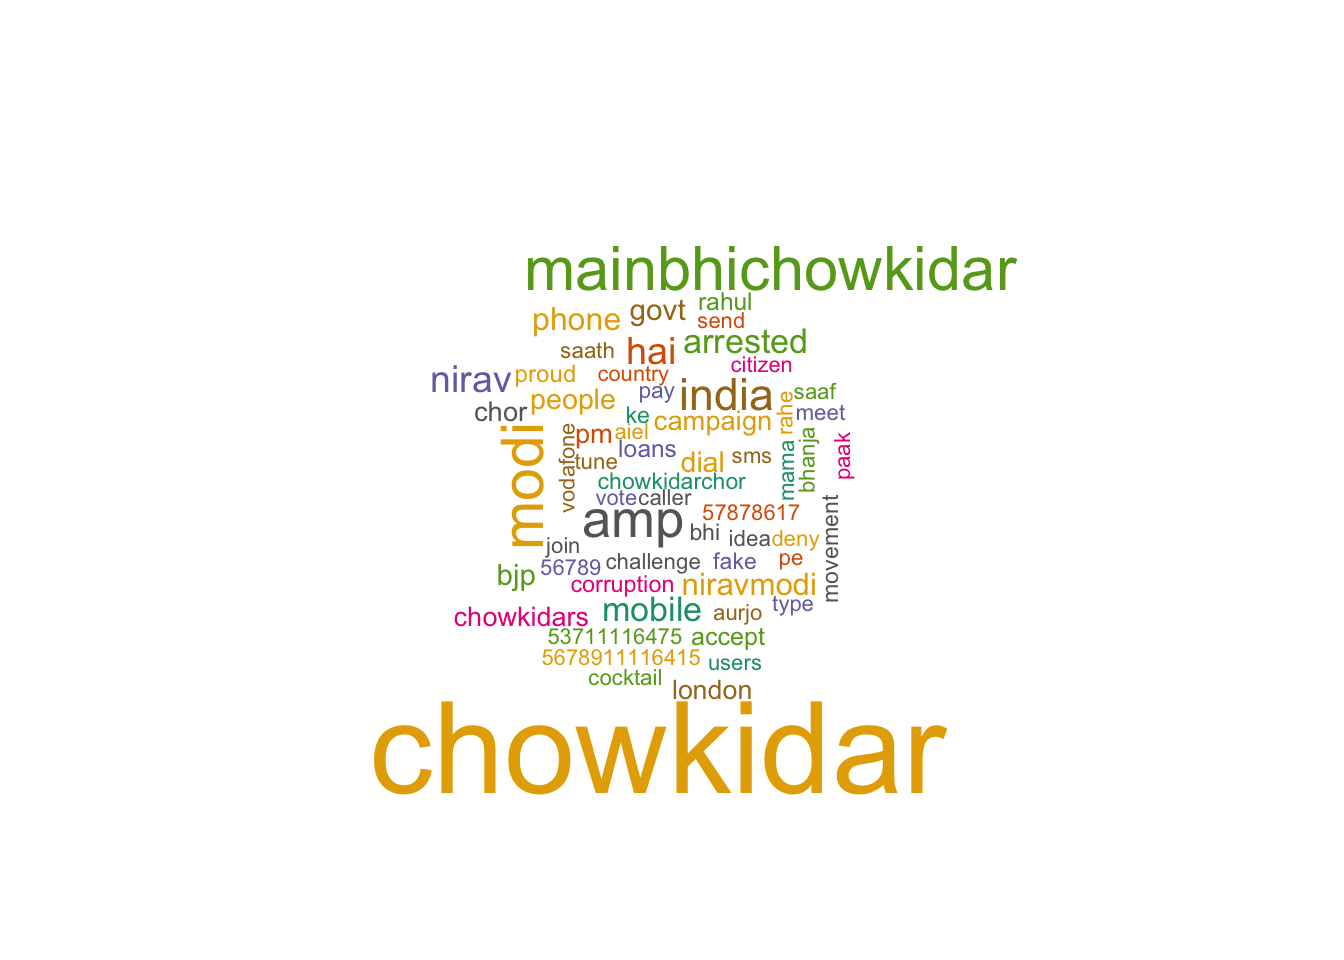 mainbhichowkidar
phone govt rahul
send
saath hai arrested
nirav proud country citizen
pay india saaf
chor people ke campaign rahe meet
modi vodafone pm aiel
tune loans dial sms mama bhanja paak
chowkidarchor
vote caller
amp 57878617
bhi idea deny movement
join
bjp 56789 challenge fake pe
corruption niravmodi
chowkidars mobile aurjo type
53711116475 accept
5678911116415 users
cocktail london
chowkidar